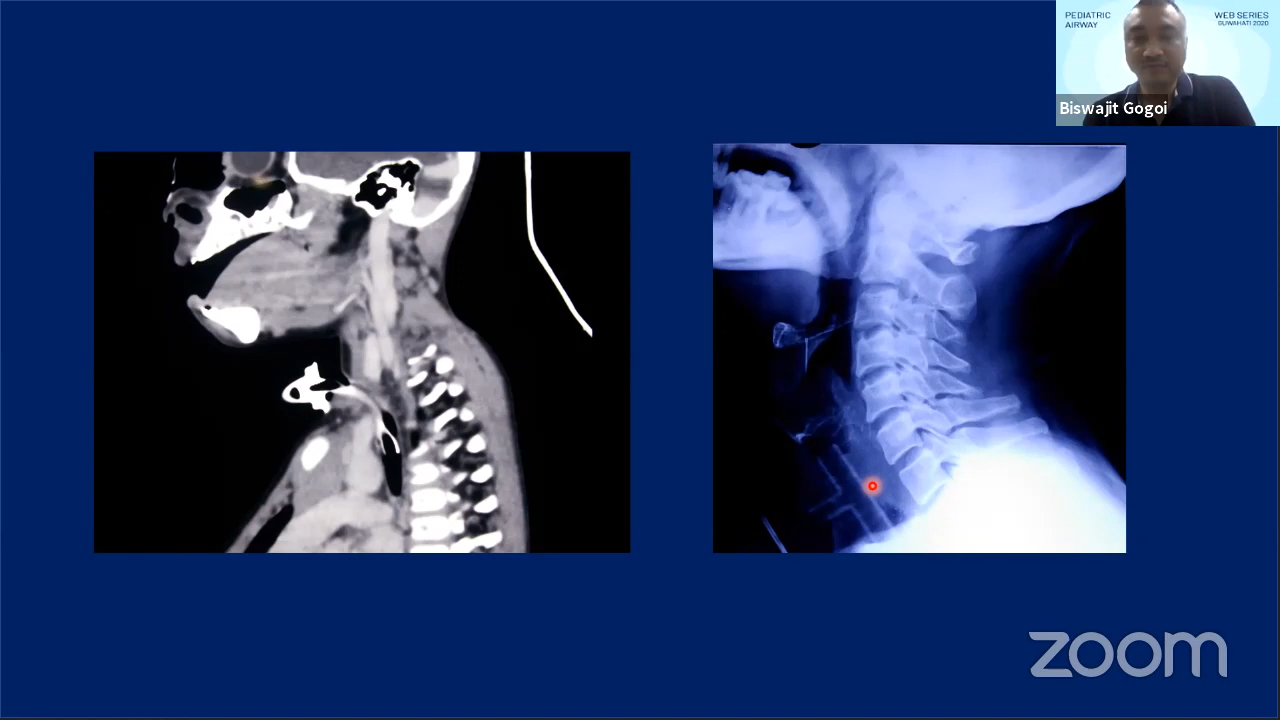 PEDIATRIC
AIRWAY
WEB SERIES
GUWAHATI 2020
Biswajit Gogoi
zoom